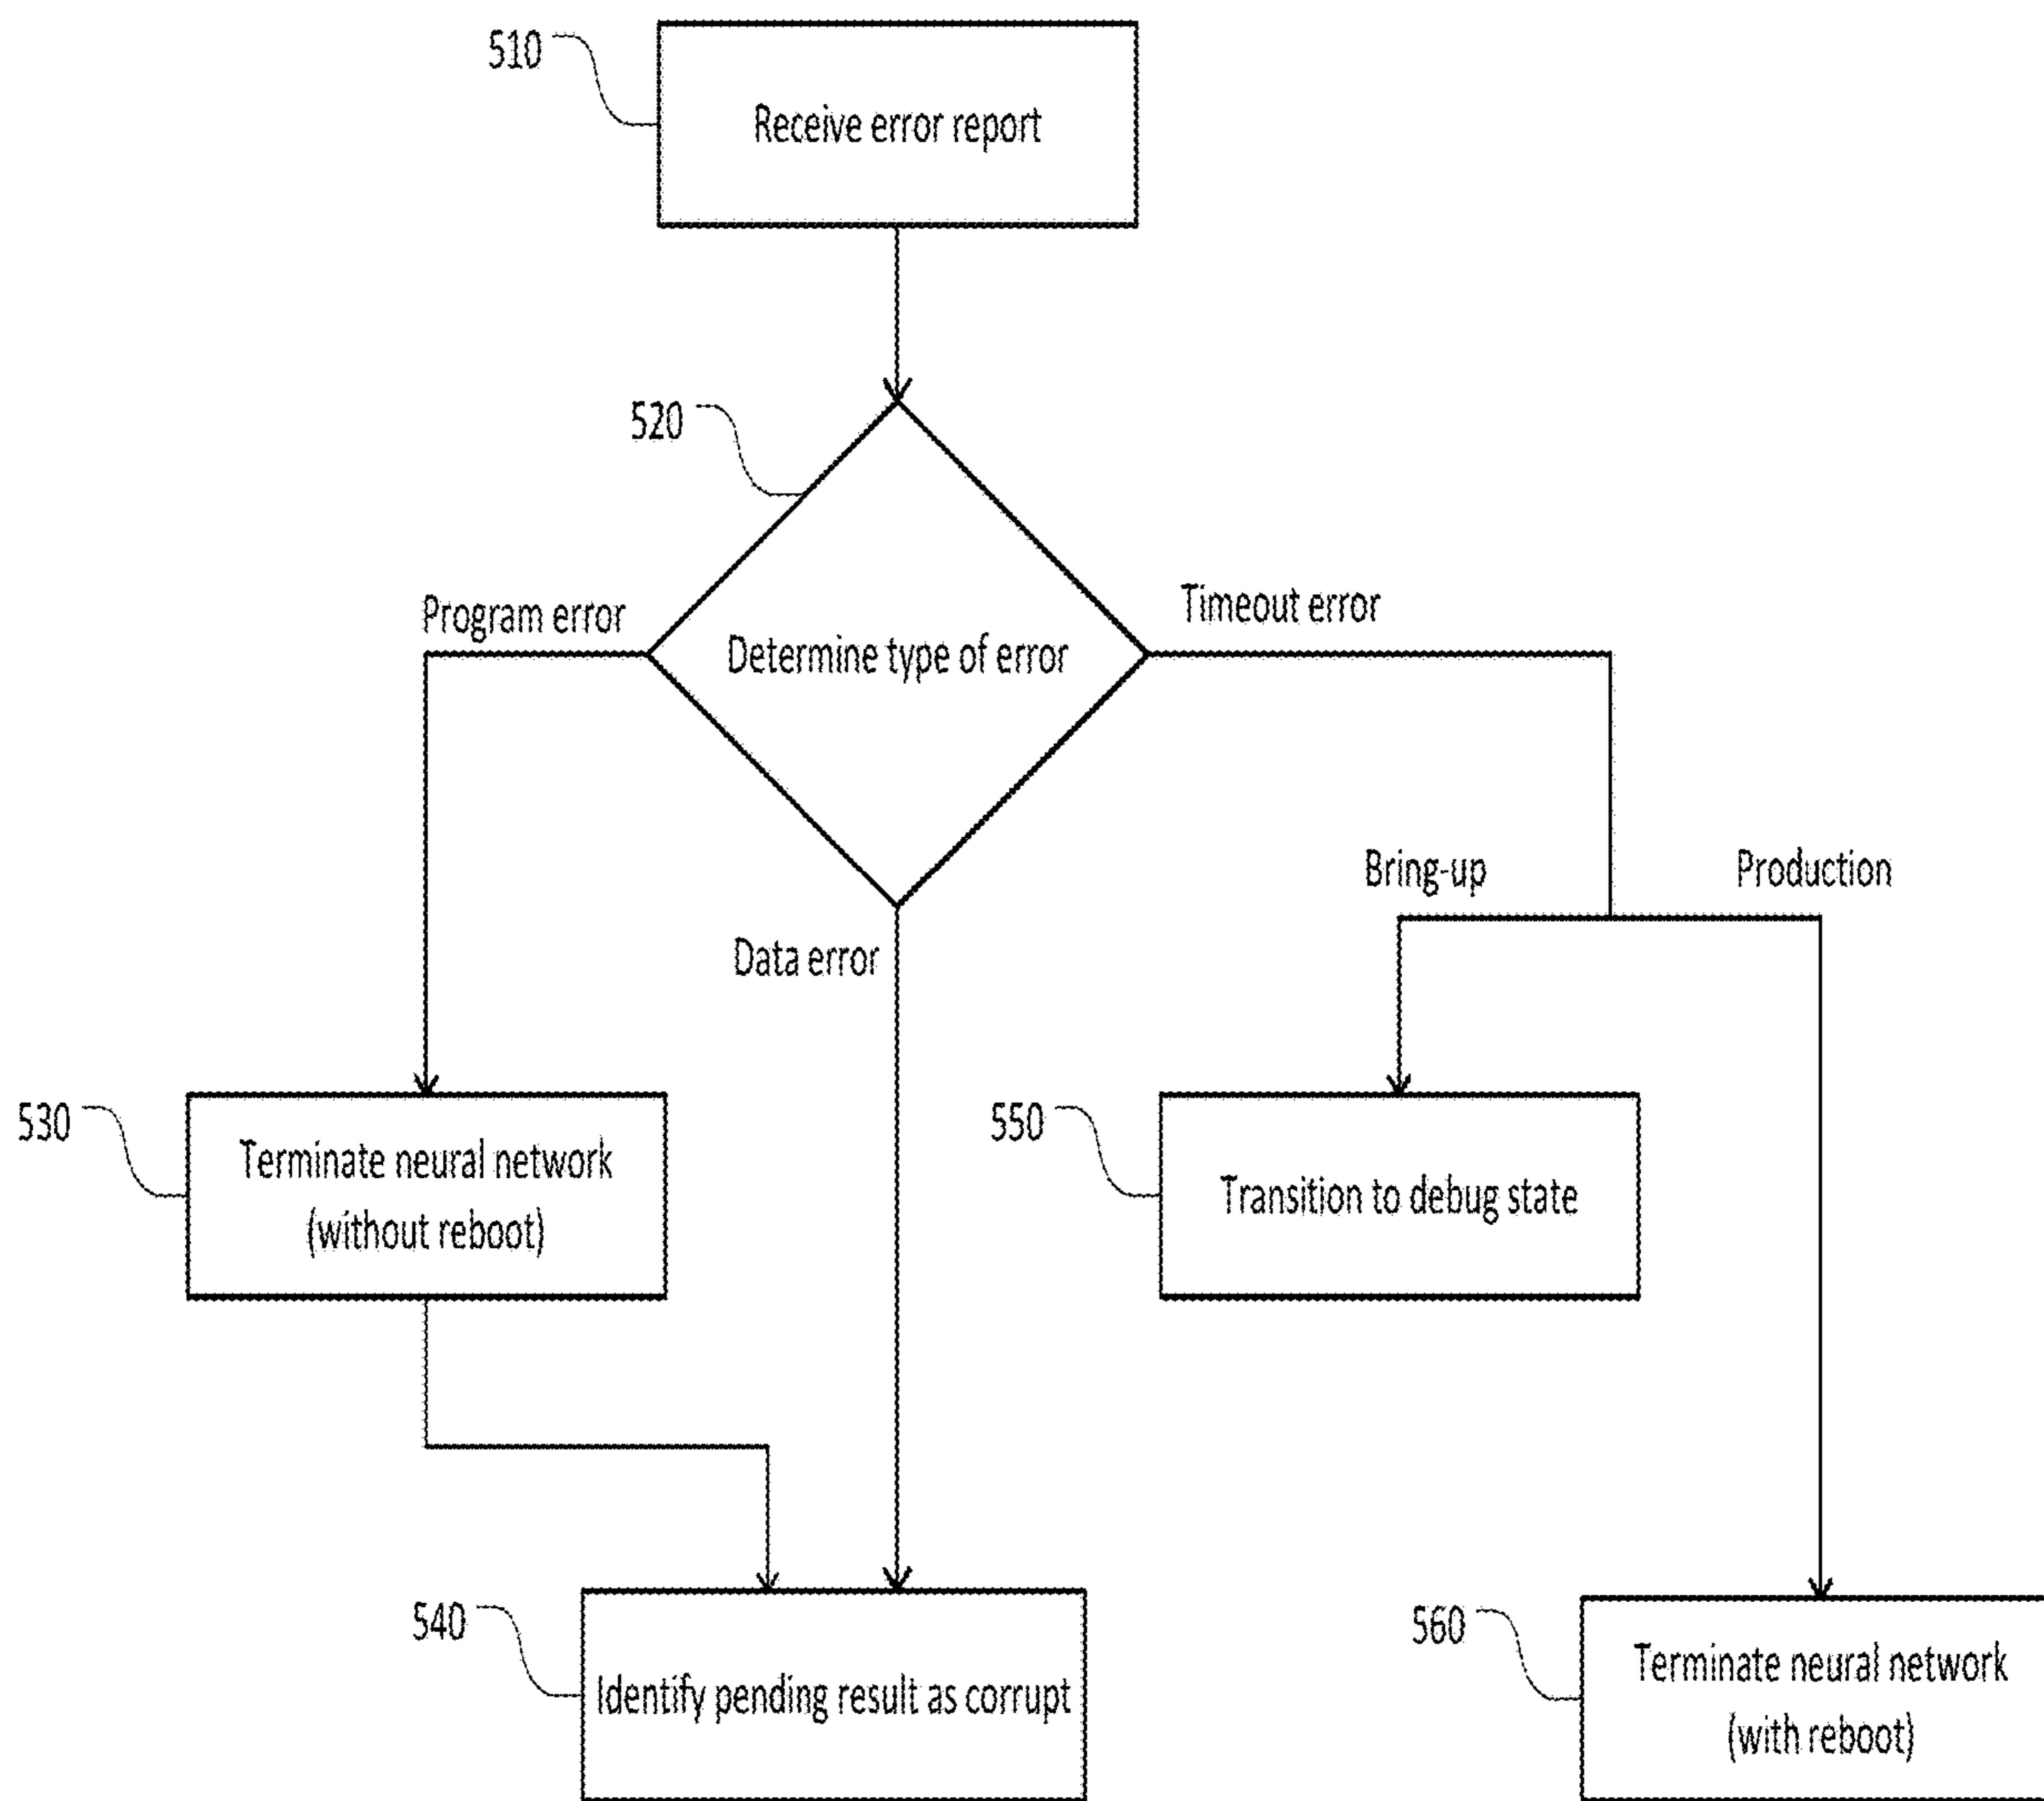 510
Receive error report
520
Program error
Timeout error
Determine type of error
Bring-up
Production
Data error
530
Terminate neural network
(without reboot)
550
Transition to debug state
540
Identify pending result as corrupt
560
Terminate neural network
(with reboot)